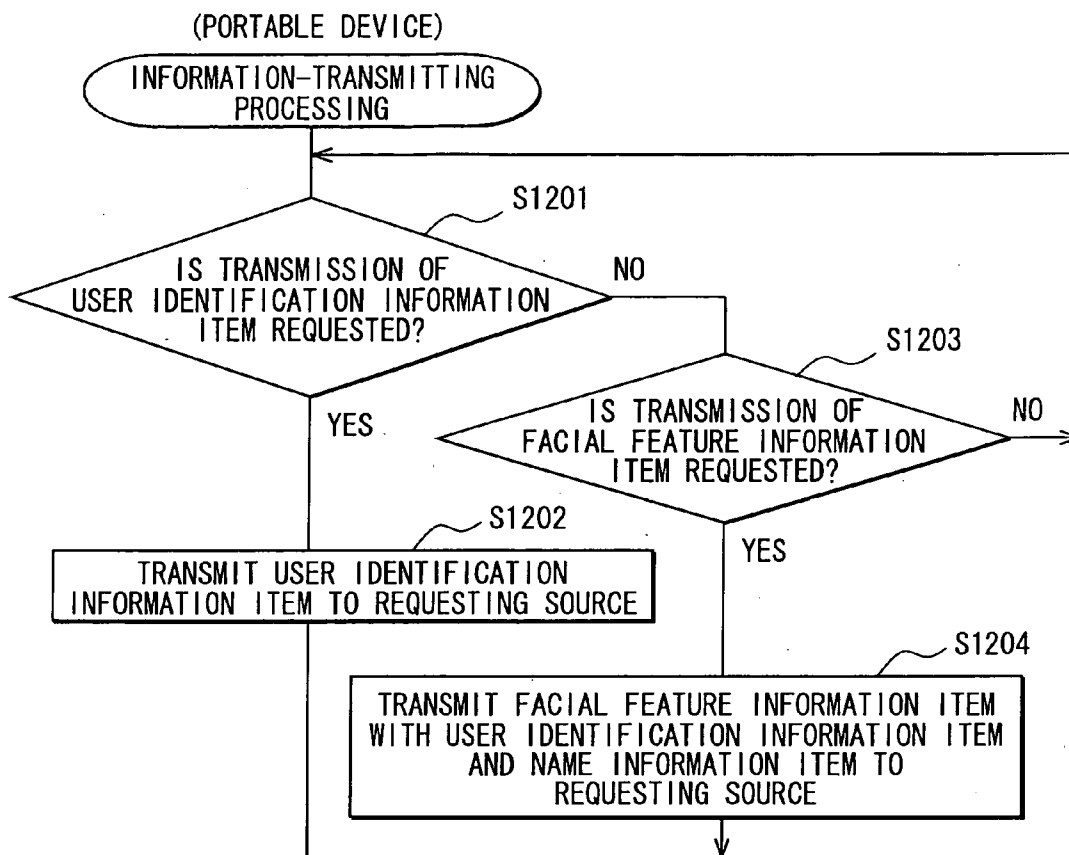 (PORTABLE DEVICE)
INFORMATION-TRANSMITTING
PROCESSING
S1201
IS TRANSMISSION OF
USER IDENTIFICATION INFORMATION
ITEM REQUESTED?
NO
YES
S1203
IS TRANSMISSION OF
FACIAL FEATURE INFORMATION
ITEM REQUESTED?
NO
YES
S1202
TRANSMIT USER IDENTIFICATION
INFORMATION ITEM TO REQUESTING SOURCE
S1204
TRANSMIT FACIAL FEATURE INFORMATION ITEM
WITH USER IDENTIFICATION INFORMATION ITEM
AND NAME INFORMATION ITEM TO
REQUESTING SOURCE